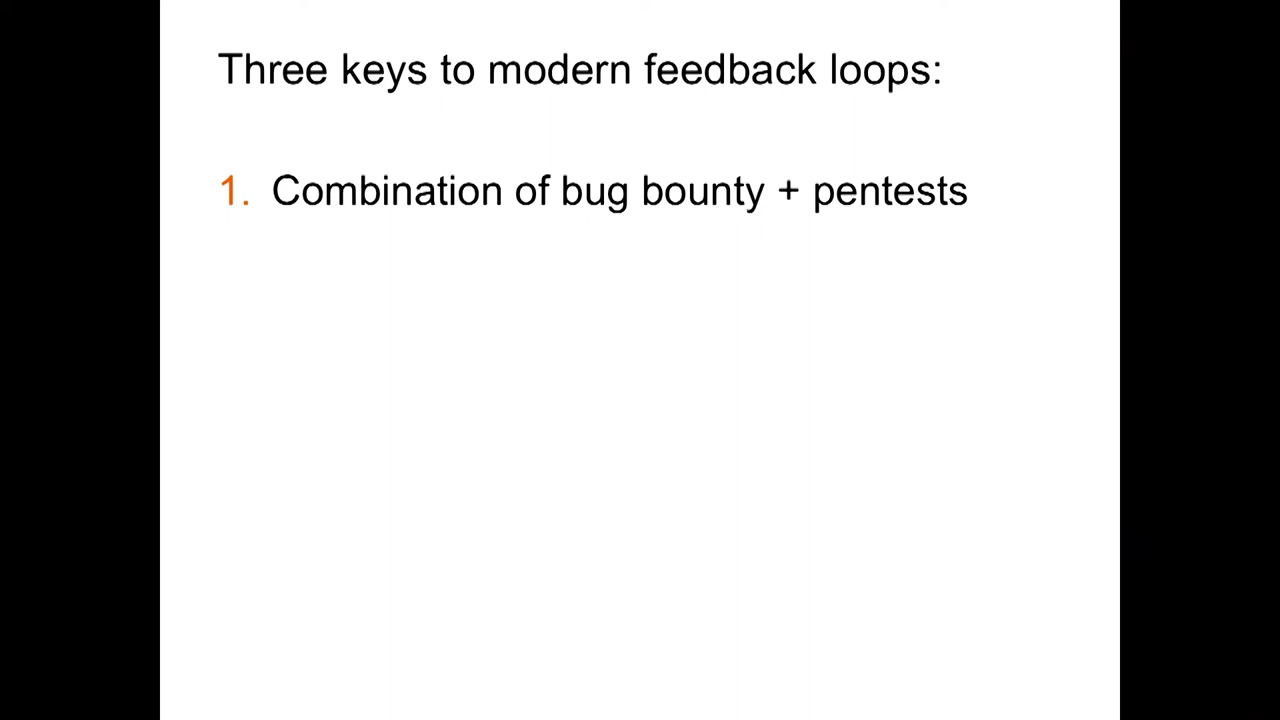 Three keys to modern feedback loops:
1. Combination of bug bounty + pentests